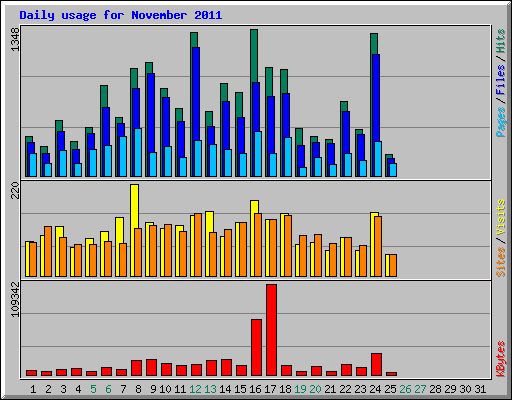 Daily usage for November 2011
1348
Pages / Files / Hits
220
Sites / Visits
109342
KBytes
1 2 3 4 5 6 7 8 9 10 11 12 13 14 15 16 17 18 19 20 21 22 23 24 25 26 27 28 29 30 31